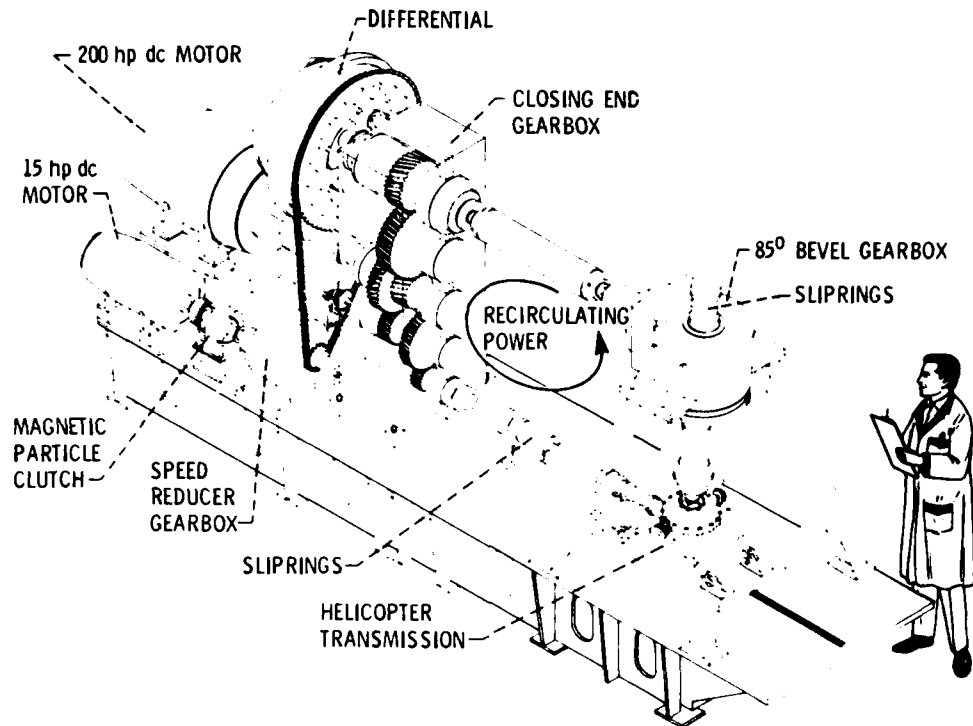 DIFFERENTIAL
200 hp dc MOTOR
CLOSING END
GEARBOX
15 hp dc
MOTOR
85⁰ BEVEL GEARBOX
SLIPRINGS
RECIRCULATING
POWER
MAGNETIC
PARTICLE
CLUTCH
SPEED
REDUCER
GEARBOX
SLIPRINGS
HELICOPTER
TRANSMISSION